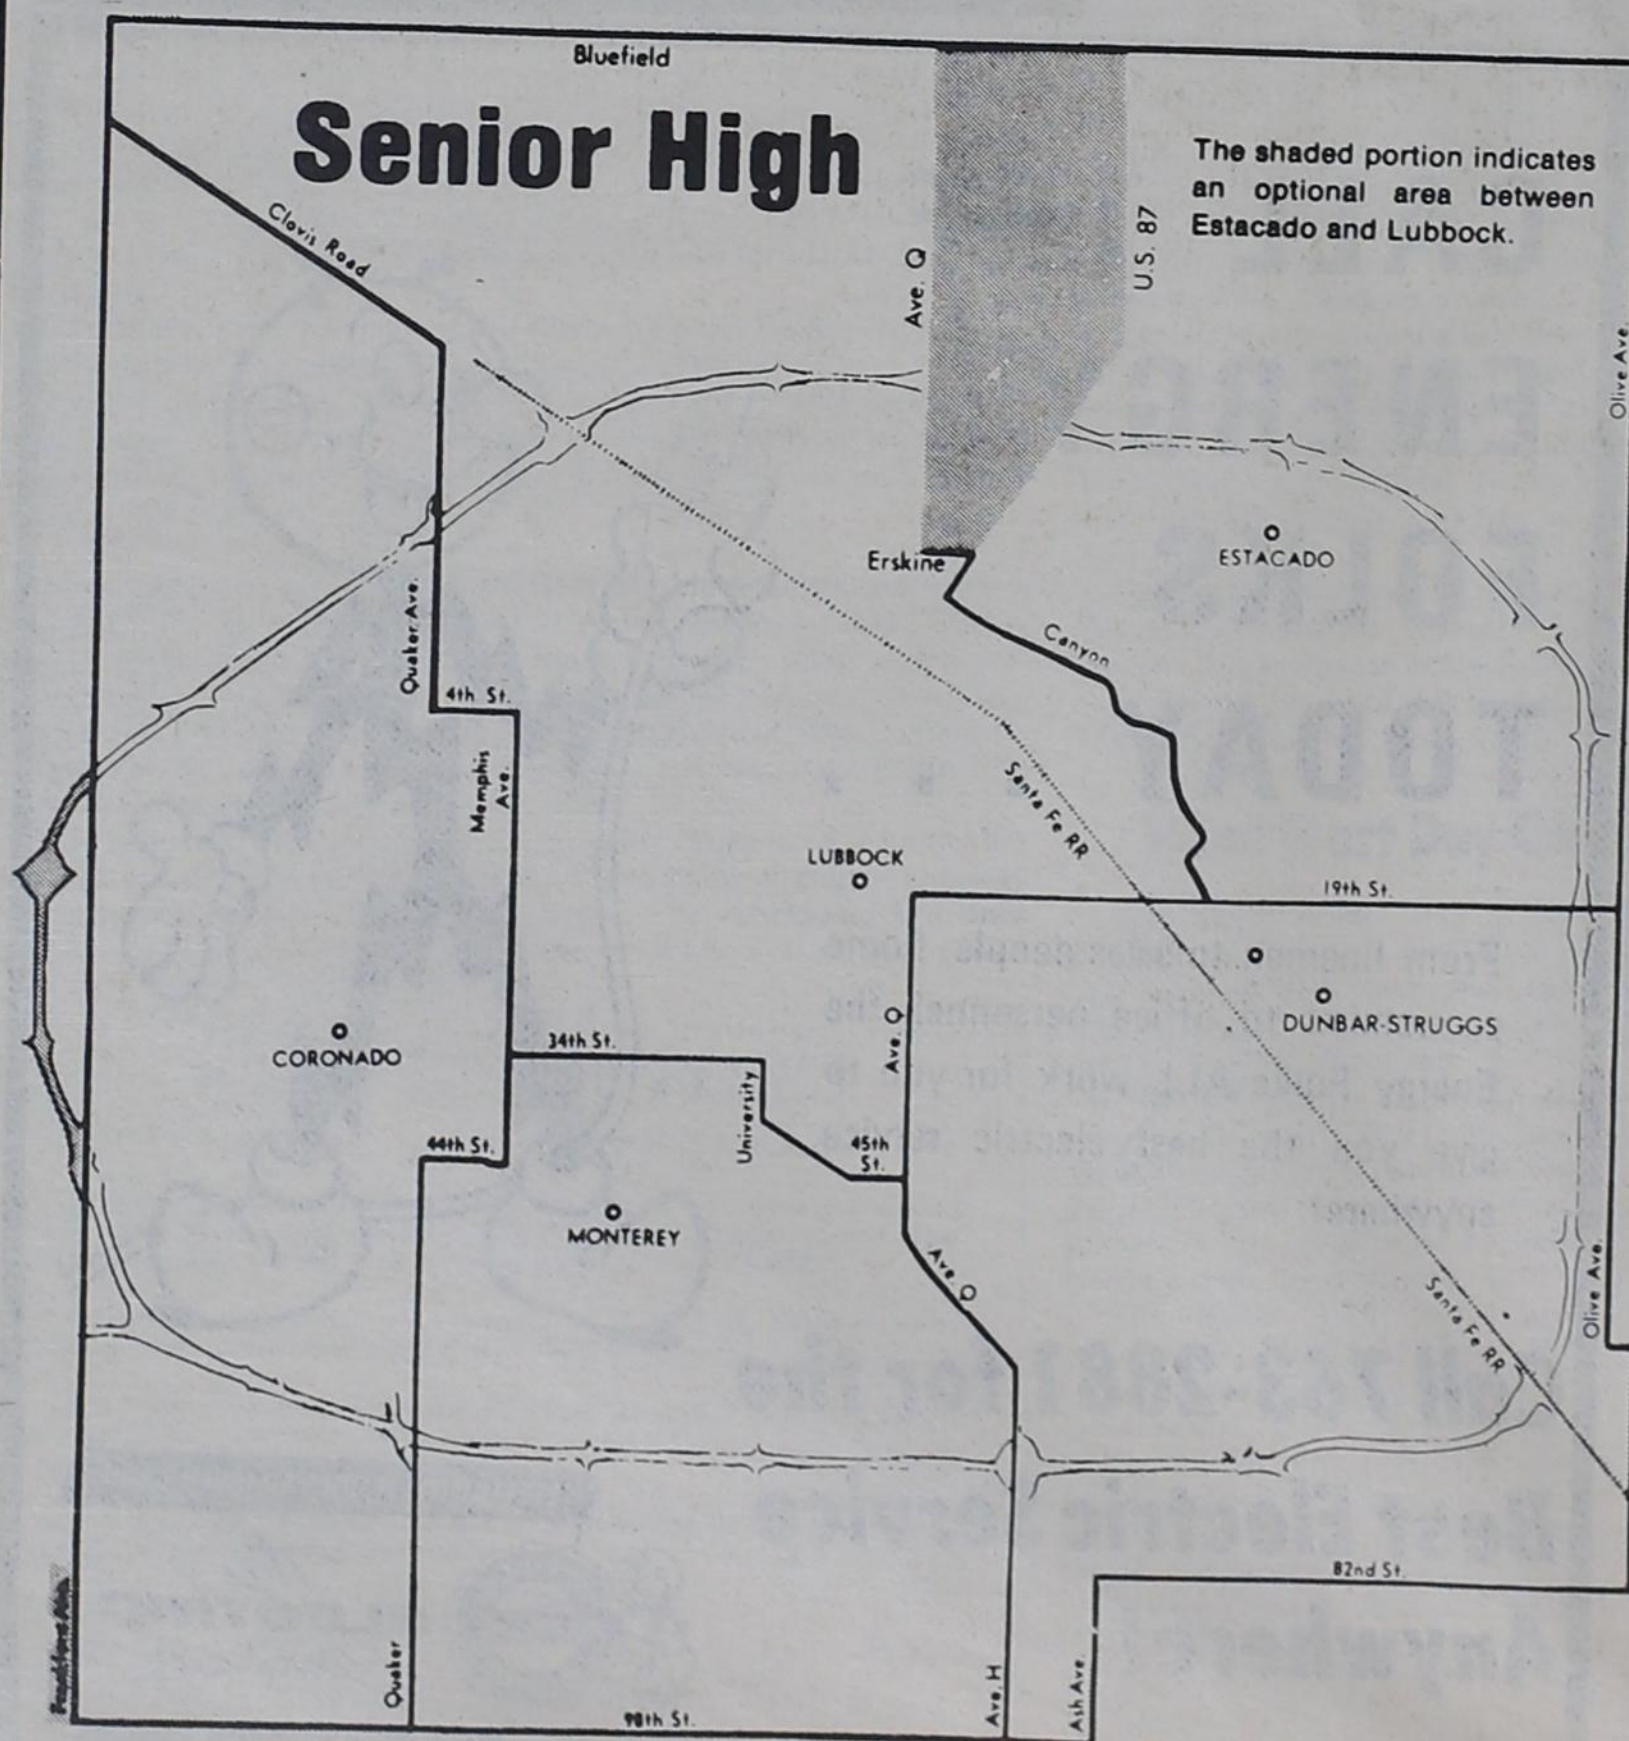 Bluefield
Senior High
The shaded portion indicates
an optional area between
Estacado and Lubbock.
Clovis Road
Ave. Q
U.S. 87
Olive Ave.
ESTACADO
Erskine
Quaker Ave.
Canyon
4th St.
Memphis
Ave.
Santa Fe RR
LUBBOCK
19th St.
DUNBAR-STRUGGS
Ave. Q
CORONADO
34th St.
University
44th St.
45th
St.
MONTEREY
Ave. Q
Olive Ave.
Santa Fe RR
82nd St.
Quaker
Ave. H
Ash Ave.
98th St.